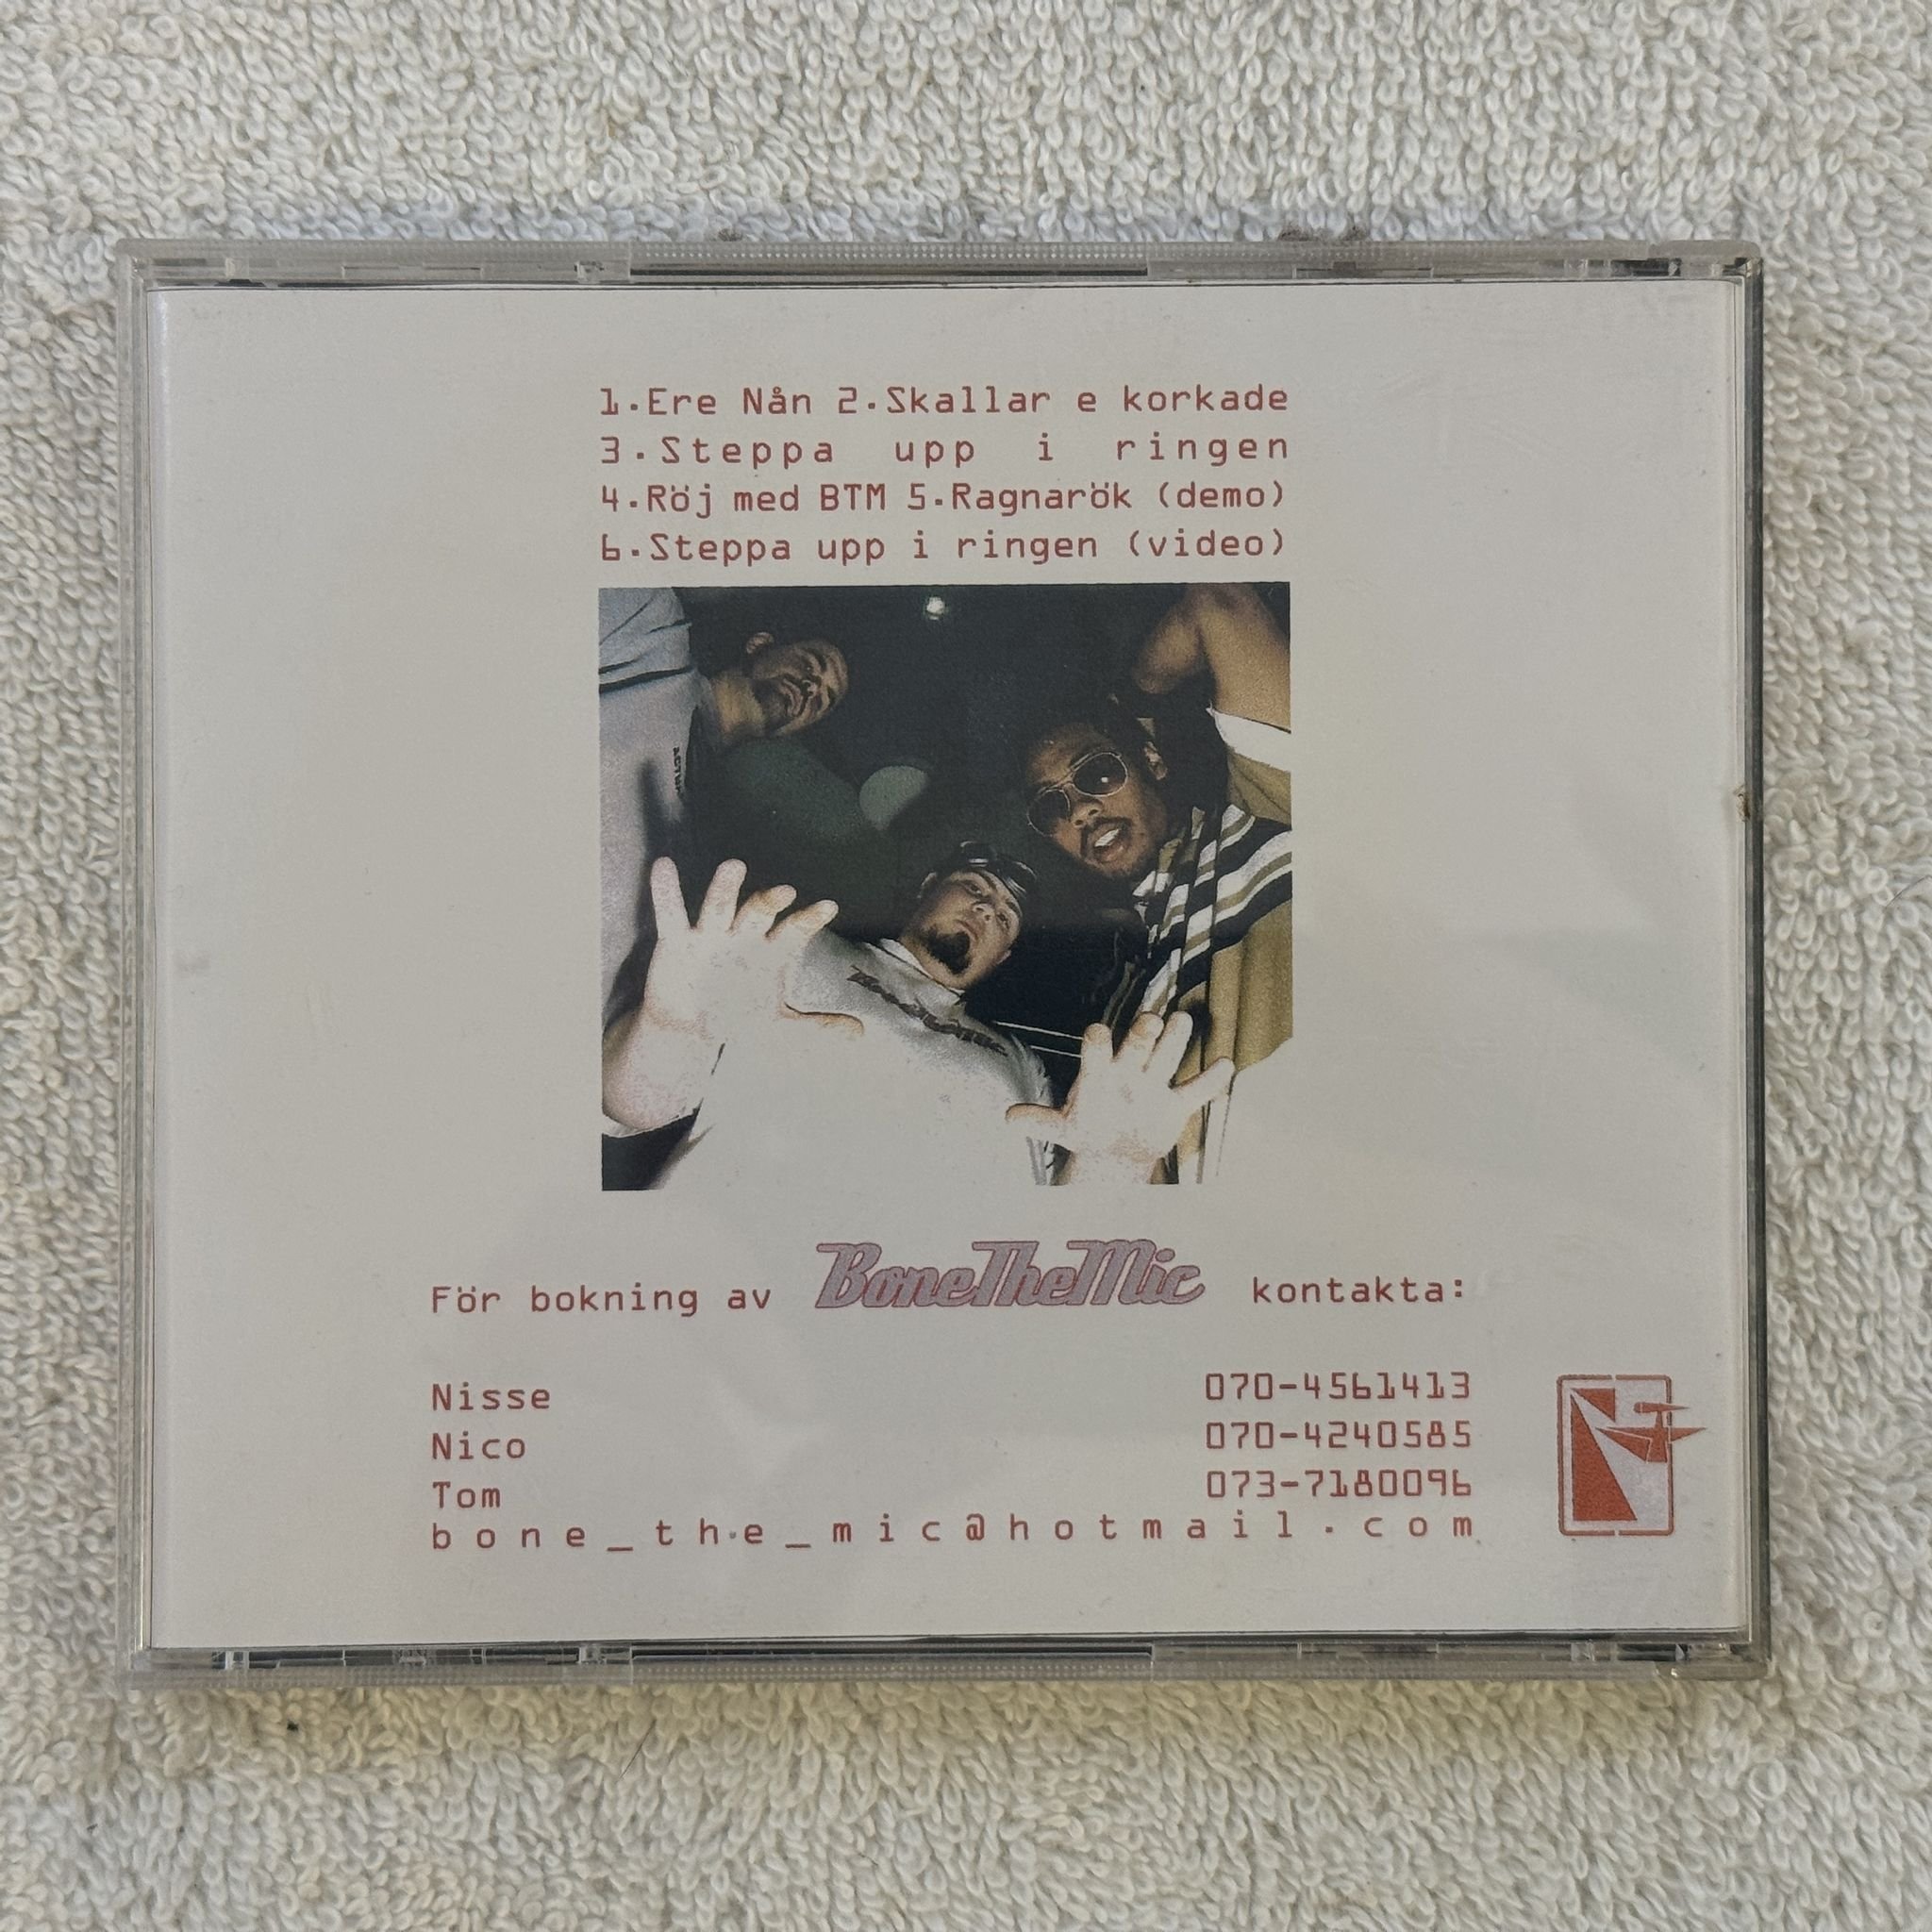 1.Ere Nån 2.Skallar e korkade
3.Steppa upp i ringen
4.Röj med BTM 5.Ragnarök (demo)
6.Steppa upp i ringen (video)
För bokning av BoneTheMic kontakta:
Nisse 070-4561413
Nico 070-4240585
Tom 073-7180096
bone_the_mic@hotmail.com